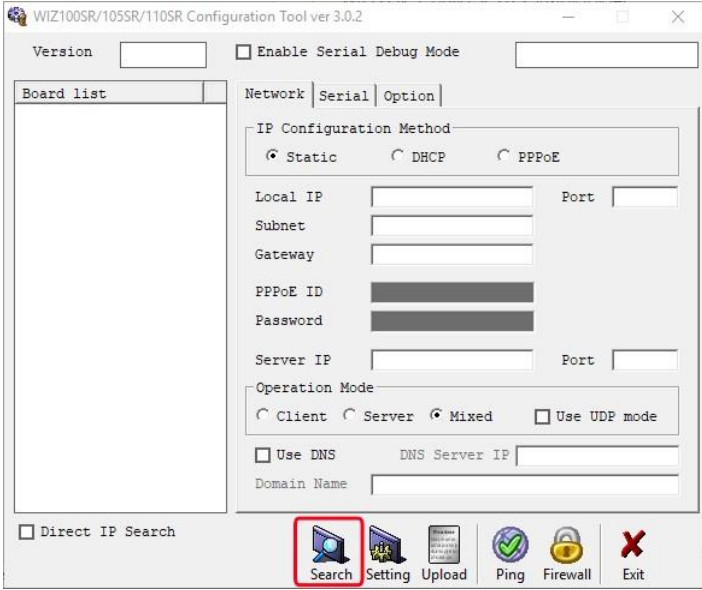 WIZ100SR/105SR/110SR Configuration Tool ver 3.0.2
Version
Enable Serial Debug Mode
Board list
Network Serial Option
IP Configuration Method
Static DHCP PPPoE
Local IP Port
Subnet
Gateway
PPPoE ID
Password
Server IP Port
Operation Mode
Client Server Mixed Use UDP mode
Use DNS DNS Server IP
Domain Name
Direct IP Search
Search Setting Upload Ping Firewall Exit